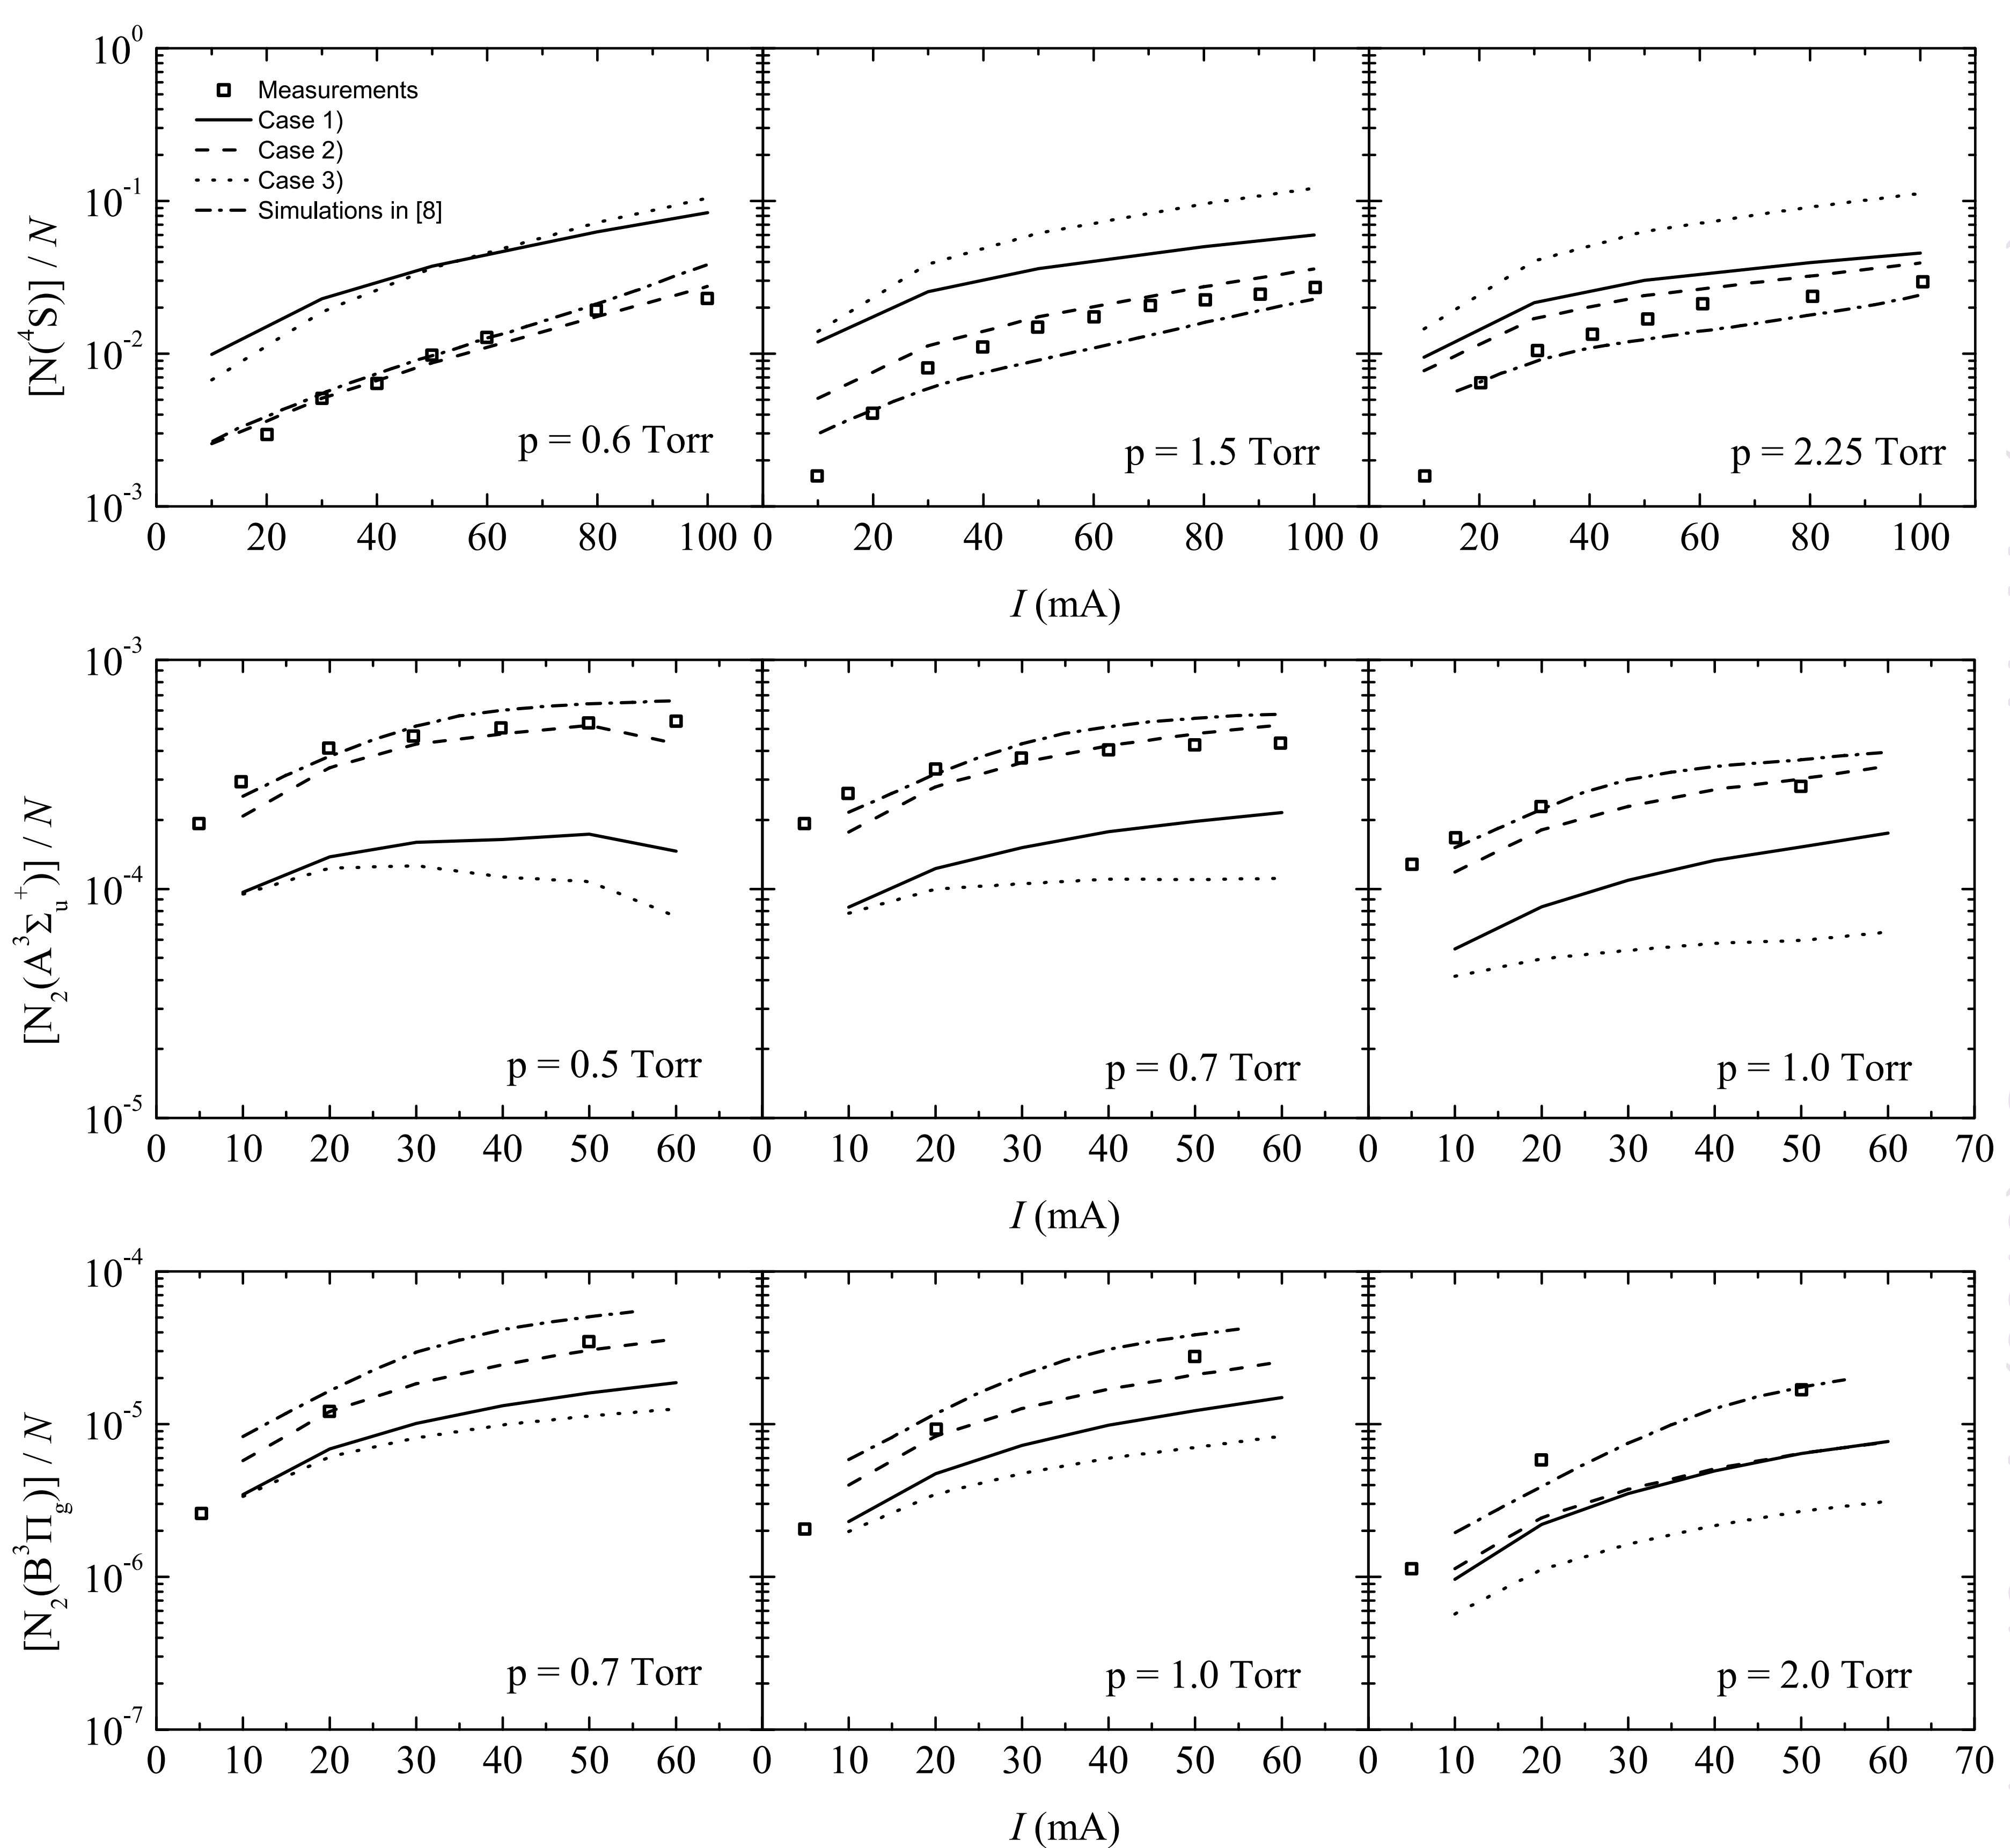 [N(⁴S)] / N
10⁰
10⁻¹
10⁻²
10⁻³
Measurements
Case 1)
Case 2)
Case 3)
Simulations in [8]
p = 0.6 Torr
p = 1.5 Torr
p = 2.25 Torr
0 20 40 60 80 100 0 20 40 60 80 100 0 20 40 60 80 100
I (mA)
[N₂(A³Σᵤ⁺)] / N
10⁻³
10⁻⁴
10⁻⁵
p = 0.5 Torr
p = 0.7 Torr
p = 1.0 Torr
0 10 20 30 40 50 60 0 10 20 30 40 50 60 0 10 20 30 40 50 60 70
I (mA)
[N₂(B³Π_g)] / N
10⁻⁴
10⁻⁵
10⁻⁶
10⁻⁷
p = 0.7 Torr
p = 1.0 Torr
p = 2.0 Torr
0 10 20 30 40 50 60 0 10 20 30 40 50 60 0 10 20 30 40 50 60 70
I (mA)